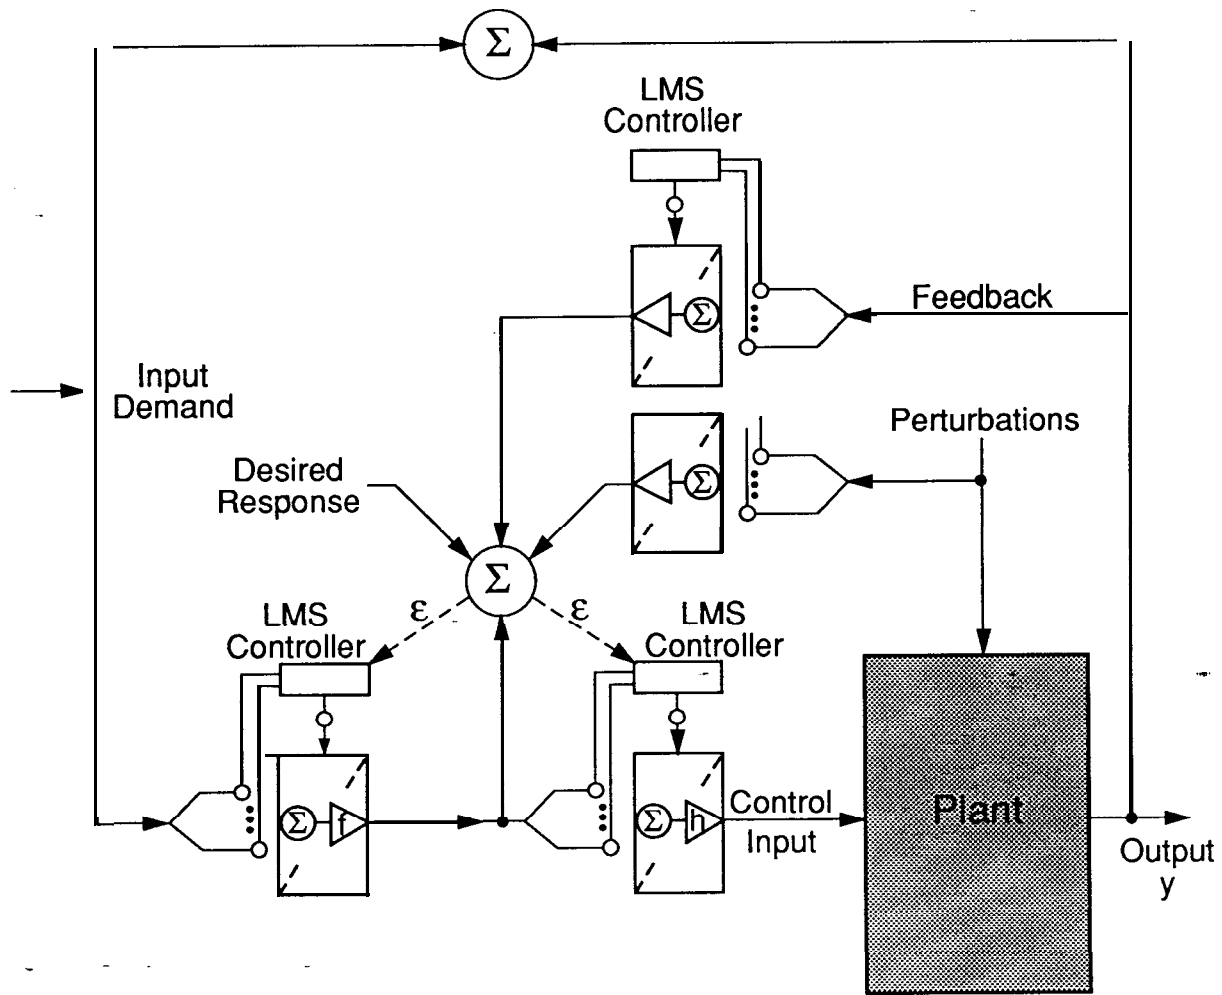 Σ
LMS
Controller
Σ
Feedback
Input
Demand
Perturbations
Desired
Response
Σ
Σ
ε
ε
LMS
Controller
LMS
Controller
Σ
f
Σ
h
Control
Input
Plant
Output
y